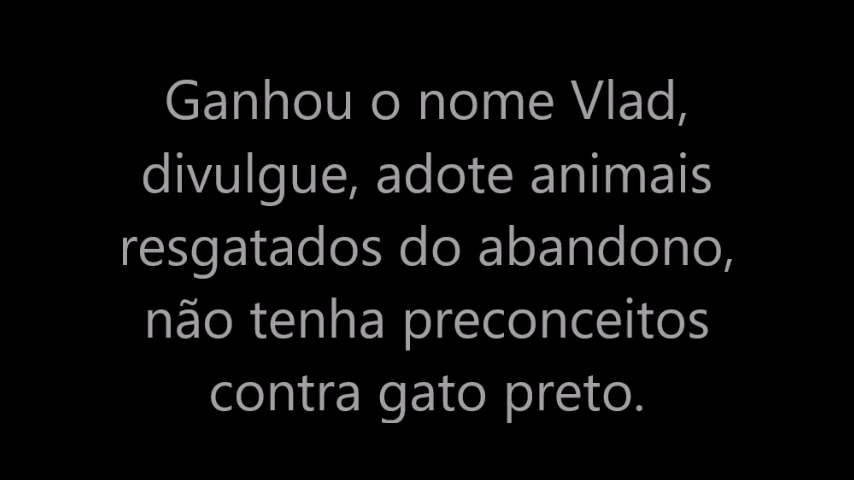 Ganhou o nome Vlad,
divulgue, adote animais
resgatados do abandono,
não tenha preconceitos
contra gato preto.